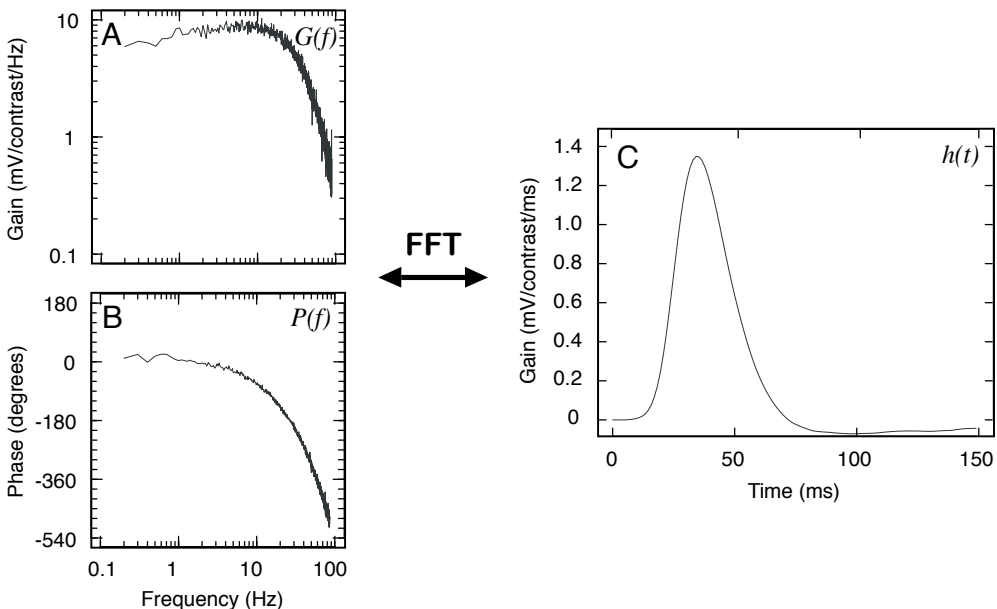 A
G(f)
Gain (mV/contrast/Hz)
10
1
0.1
B
P(f)
Phase (degrees)
180
0
-180
-360
-540
0.1 1 10 100
Frequency (Hz)
FFT
C
h(t)
Gain (mV/contrast/ms)
1.4
1.2
1.0
0.8
0.6
0.4
0.2
0
0 50 100 150
Time (ms)